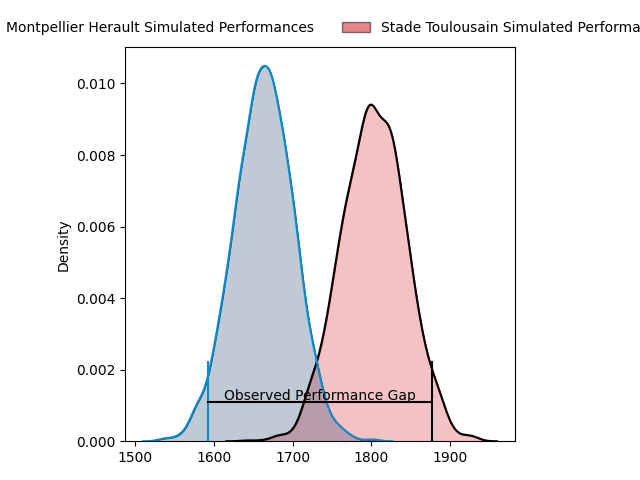 Montpellier Herault Simulated Performances
Stade Toulousain Simulated Performa
0.010
0.008
0.006
0.004
0.002
0.000
Density
Observed Performance Gap
1500 1600 1700 1800 1900